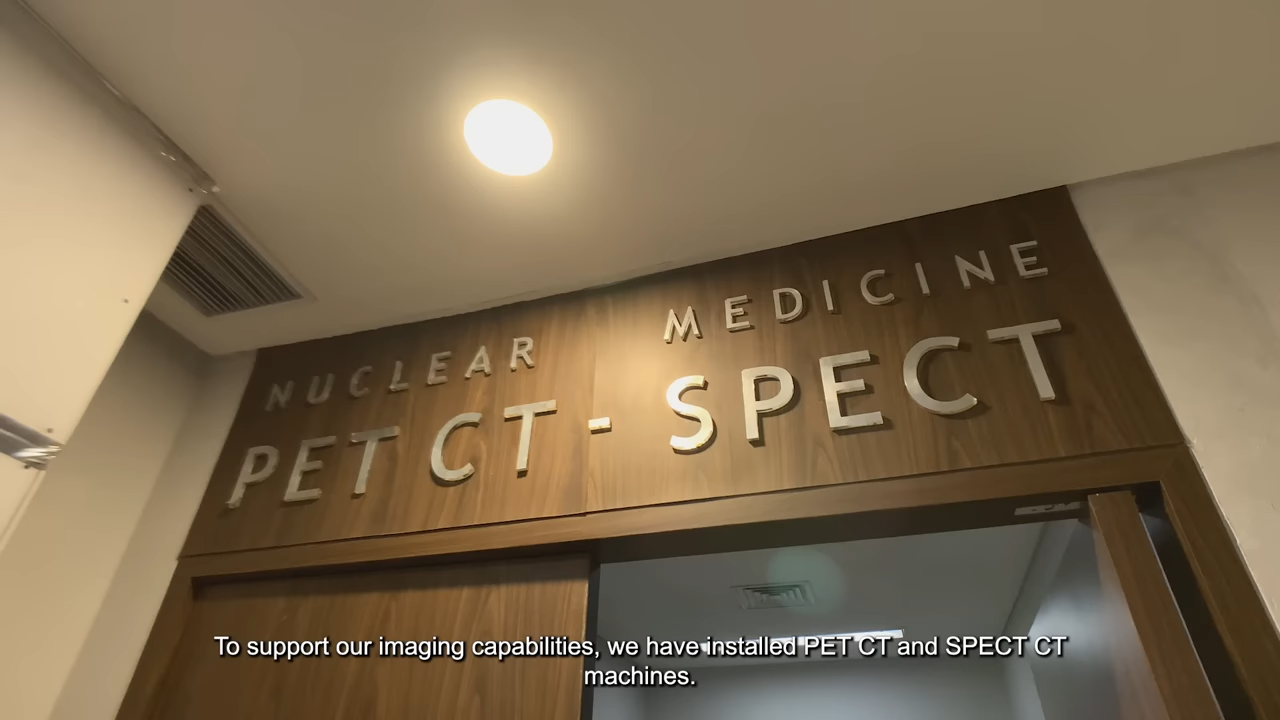 NUCLEAR MEDICINE
PET CT - SPECT
To support our imaging capabilities, we have installed PET CT and SPECT CT
machines.